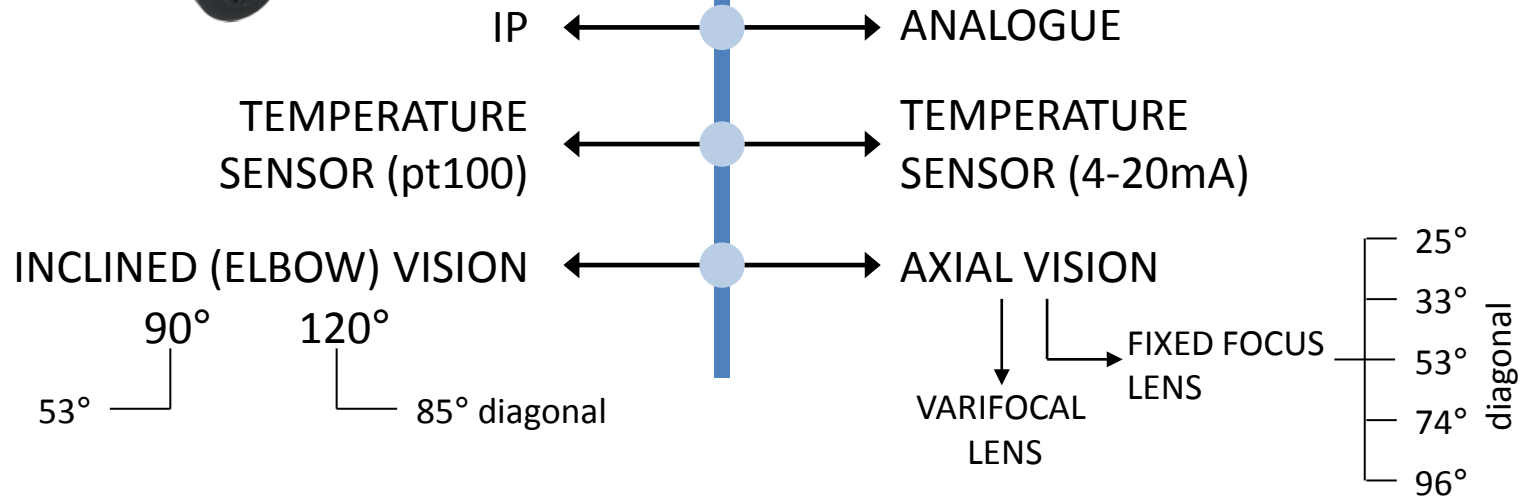 IP
ANALOGUE
TEMPERATURE
SENSOR (pt100)
TEMPERATURE
SENSOR (4-20mA)
INCLINED (ELBOW) VISION
90°
120°
53°
85° diagonal
AXIAL VISION
VARIFOCAL
LENS
FIXED FOCUS
LENS
25°
33°
53°
74°
96°
diagonal